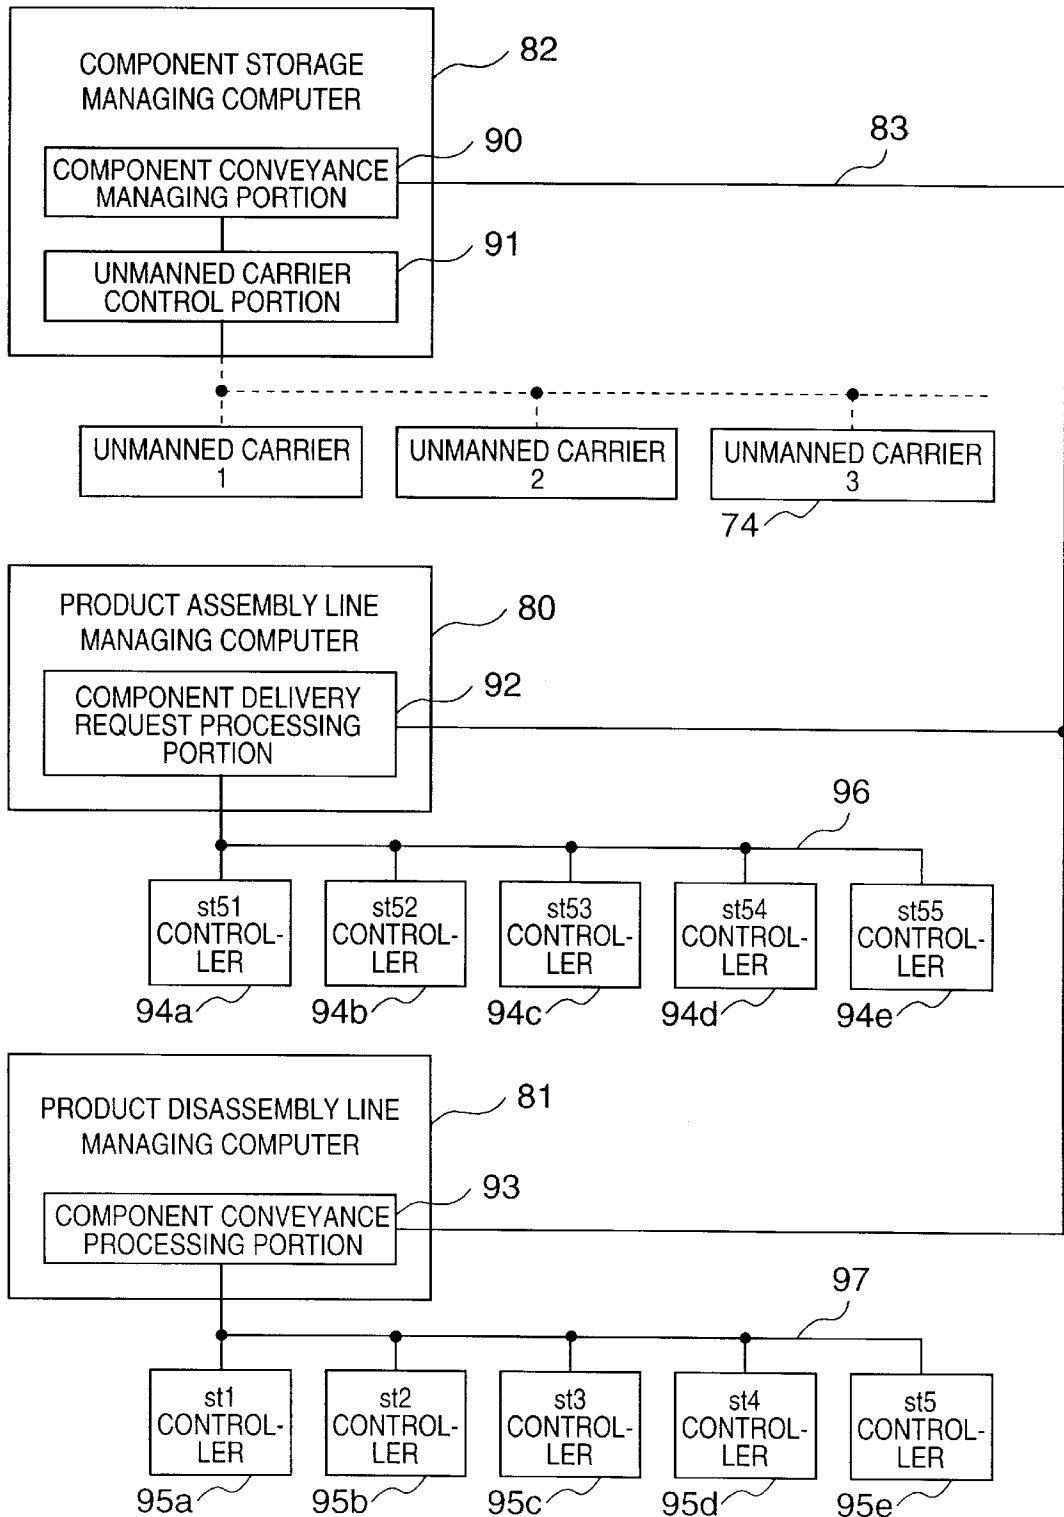 COMPONENT STORAGE
MANAGING COMPUTER
82
COMPONENT CONVEYANCE
MANAGING PORTION
90
83
UNMANNED CARRIER
CONTROL PORTION
91
UNMANNED CARRIER
1
UNMANNED CARRIER
2
UNMANNED CARRIER
3
74
PRODUCT ASSEMBLY LINE
MANAGING COMPUTER
80
COMPONENT DELIVERY
REQUEST PROCESSING
PORTION
92
96
st51
CONTROL-
LER
94a
st52
CONTROL-
LER
94b
st53
CONTROL-
LER
94c
st54
CONTROL-
LER
94d
st55
CONTROL-
LER
94e
PRODUCT DISASSEMBLY LINE
MANAGING COMPUTER
81
COMPONENT CONVEYANCE
PROCESSING PORTION
93
97
st1
CONTROL-
LER
95a
st2
CONTROL-
LER
95b
st3
CONTROL-
LER
95c
st4
CONTROL-
LER
95d
st5
CONTROL-
LER
95e